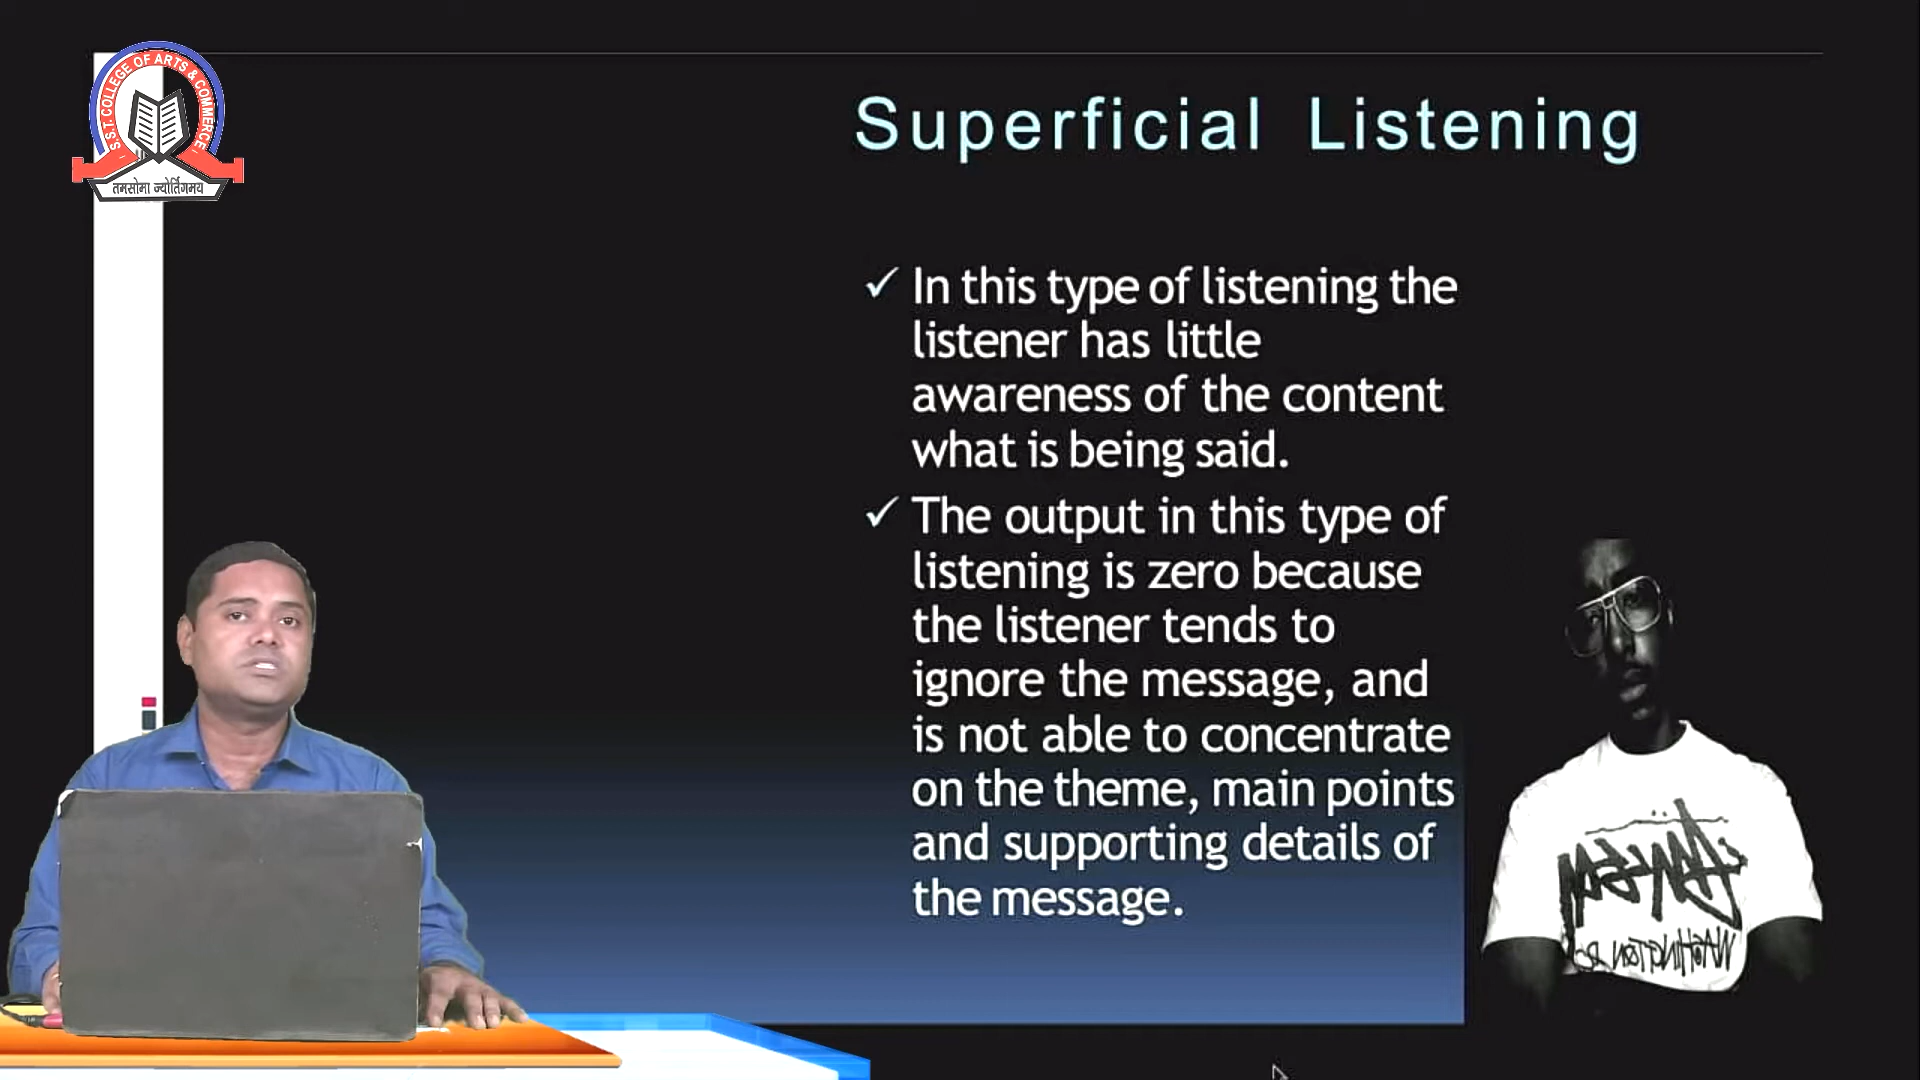 S.S.T. COLLEGE OF ARTS & COMMERCE
तमसोमा ज्योर्तिगमय
Superficial Listening
✓ In this type of listening the
listener has little
awareness of the content
what is being said.
✓ The output in this type of
listening is zero because
the listener tends to
ignore the message, and
is not able to concentrate
on the theme, main points
and supporting details of
the message.
WASHINGTON